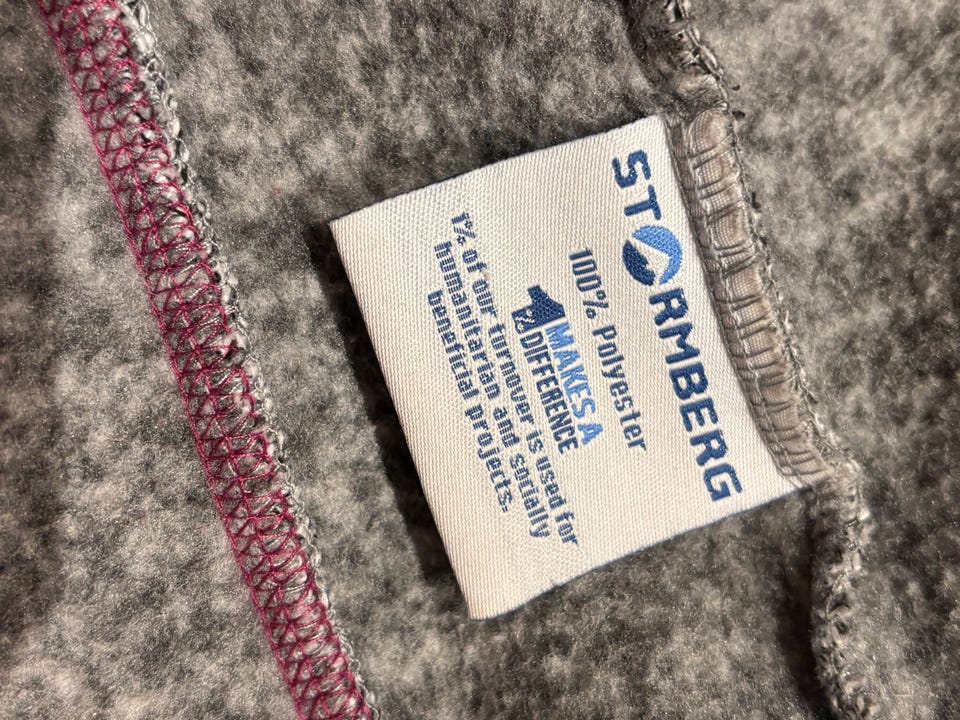 STORMBERG
100% Polyester
1% MAKES A
DIFFERENCE
1% of our turnover is used for
humanitarian and socially
beneficial projects.